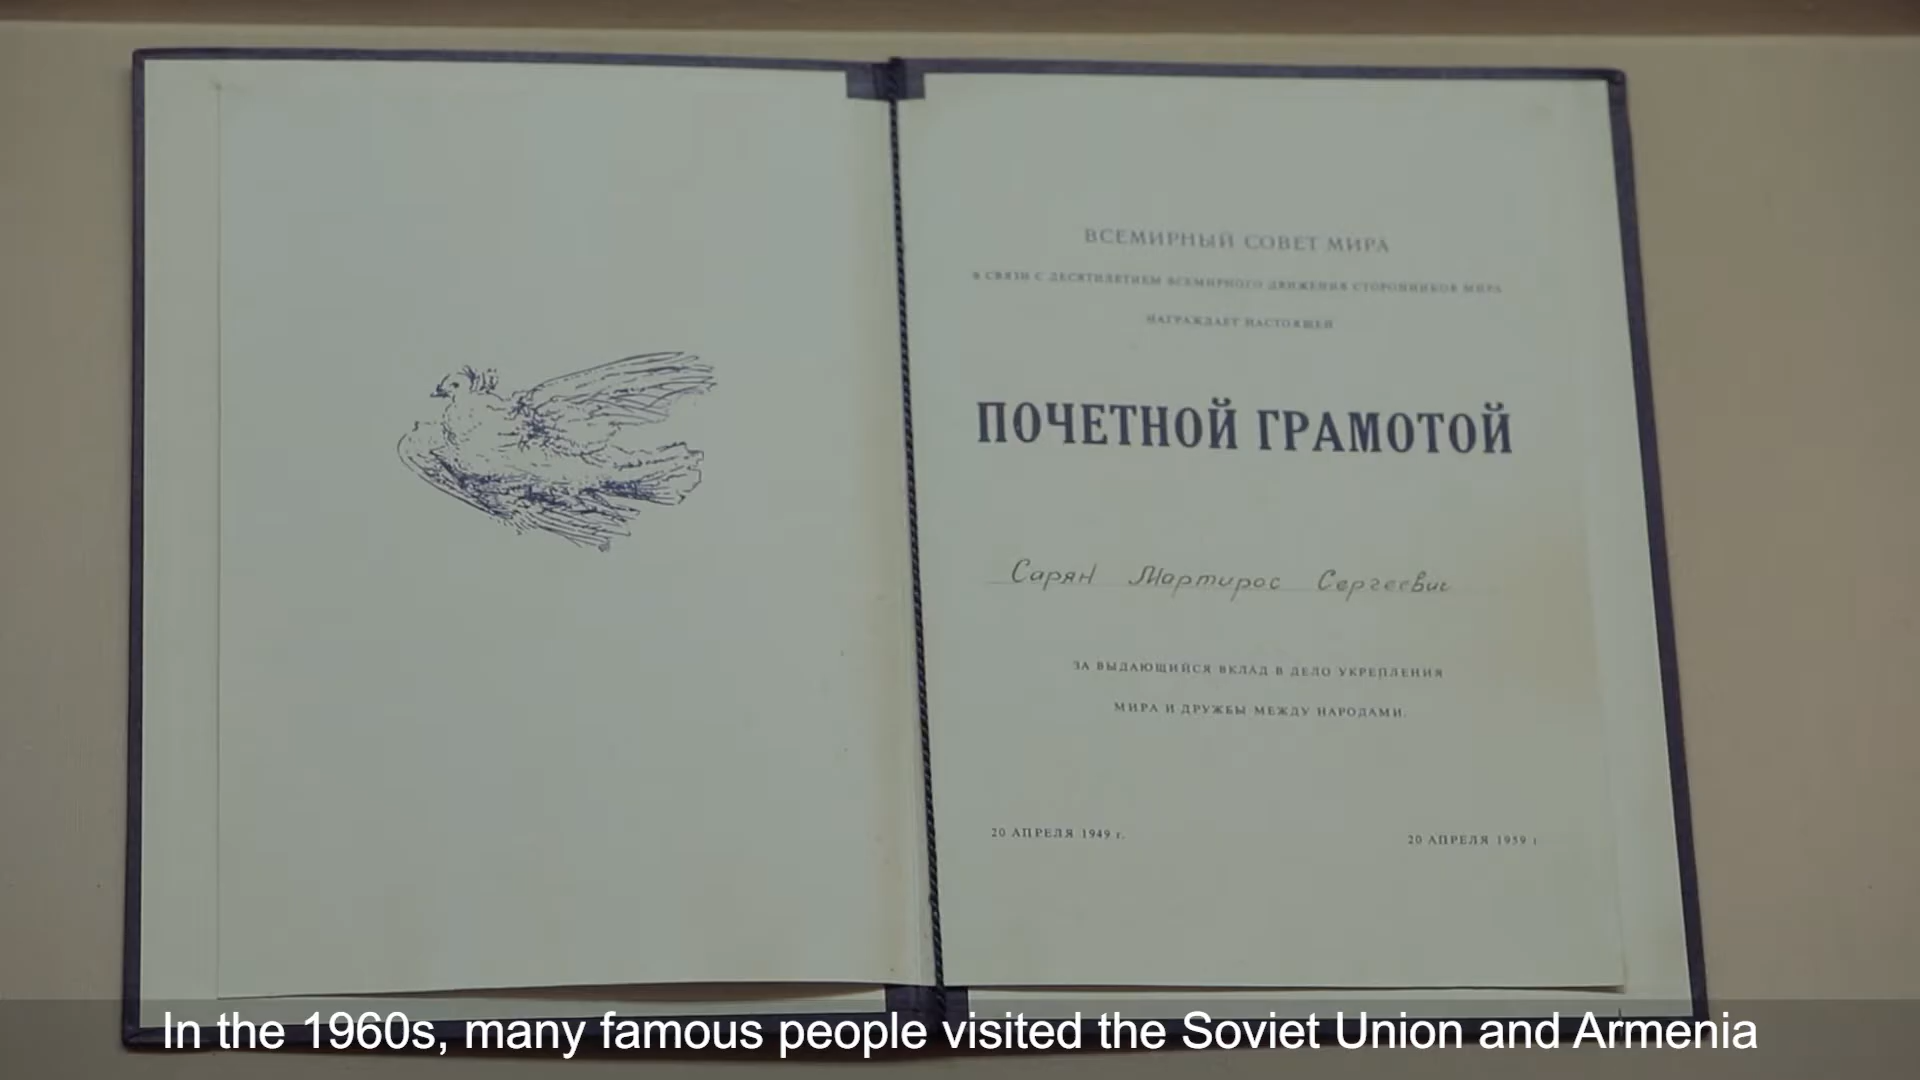 ВСЕМИРНЫЙ СОВЕТ МИРА
В СВЯЗИ С ДЕСЯТИЛЕТИЕМ ВСЕМИРНОГО ДВИЖЕНИЯ СТОРОННИКОВ МИРА
НАГРАЖДАЕТ НАСТОЯЩЕЙ
ПОЧЕТНОЙ ГРАМОТОЙ
Сарян Мартирос Сергеевич
ЗА ВЫДАЮЩИЙСЯ ВКЛАД В ДЕЛО УКРЕПЛЕНИЯ
МИРА И ДРУЖБЫ МЕЖДУ НАРОДАМИ.
20 АПРЕЛЯ 1949 г. 20 АПРЕЛЯ 1959 г
In the 1960s, many famous people visited the Soviet Union and Armenia